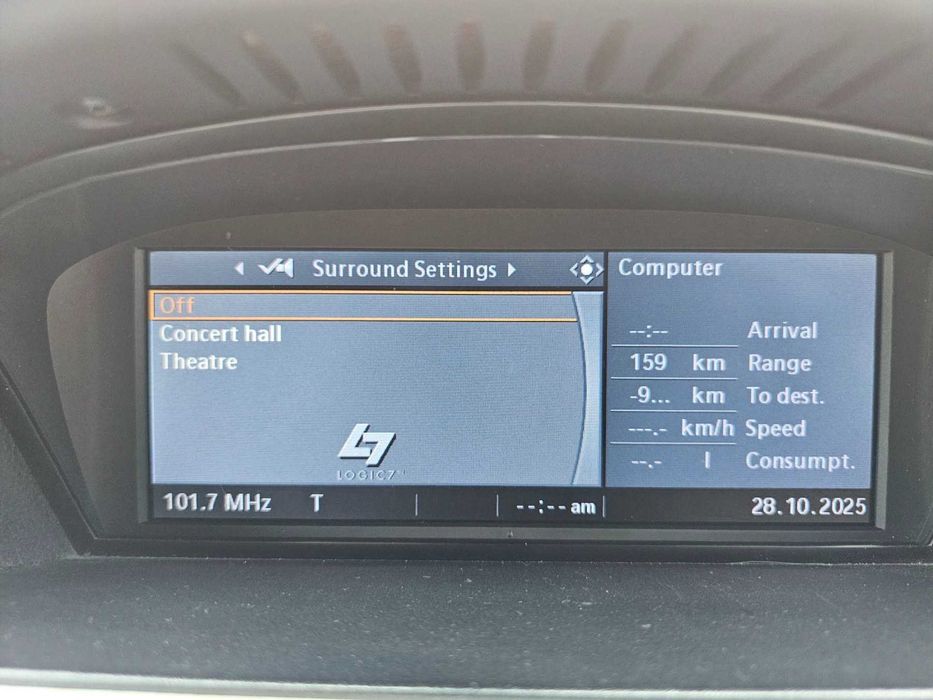 Surround Settings
Off
Concert hall
Theatre
LOGIC7
101.7 MHz T --:-- am
Computer
--:-- Arrival
159 km Range
-9... km To dest.
---.- km/h Speed
--.- l Consumpt.
28.10.2025